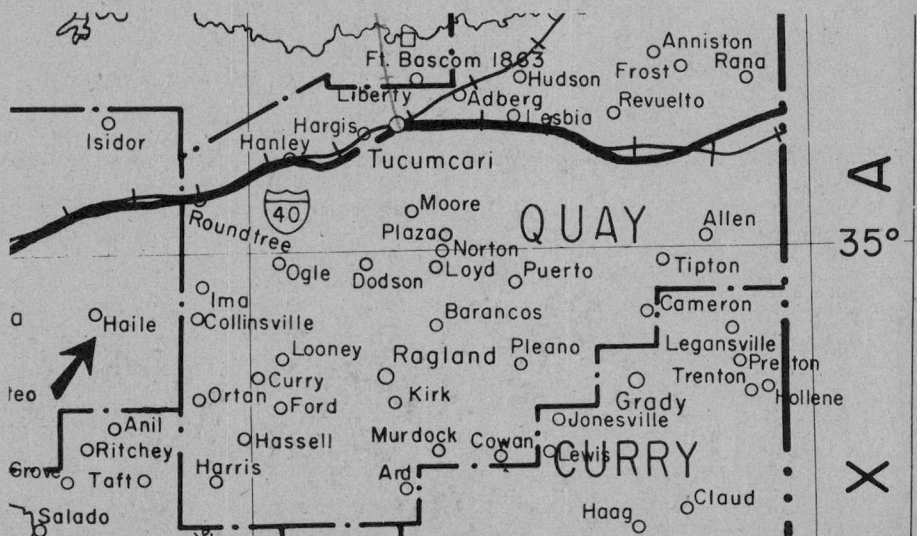 Anniston
Ft. Bascom 1863
Frost
Rana
Hudson
Liberty
Adberg
Revuelto
Lesbia
Isidor
Hargis
Hanley
Tucumcari
A
40
Moore
QUAY
Allen
Roundtree
Plaza
Norton
35°
Ogle
Dodson
Loyd
Puerto
Tipton
Ima
Cameron
a
Haile
Collinsville
Barancos
Legansville
Looney
Ragland
Pleano
Preston
Trenton
Curry
teo
Ortan
Ford
Kirk
Grady
Hollene
Anil
Jonesville
Ritchey
Hassell
Murdock
Cowan
Lewis
CURRY
Grove
Taft
Harris
Ard
X
Claud
Salado
Haag